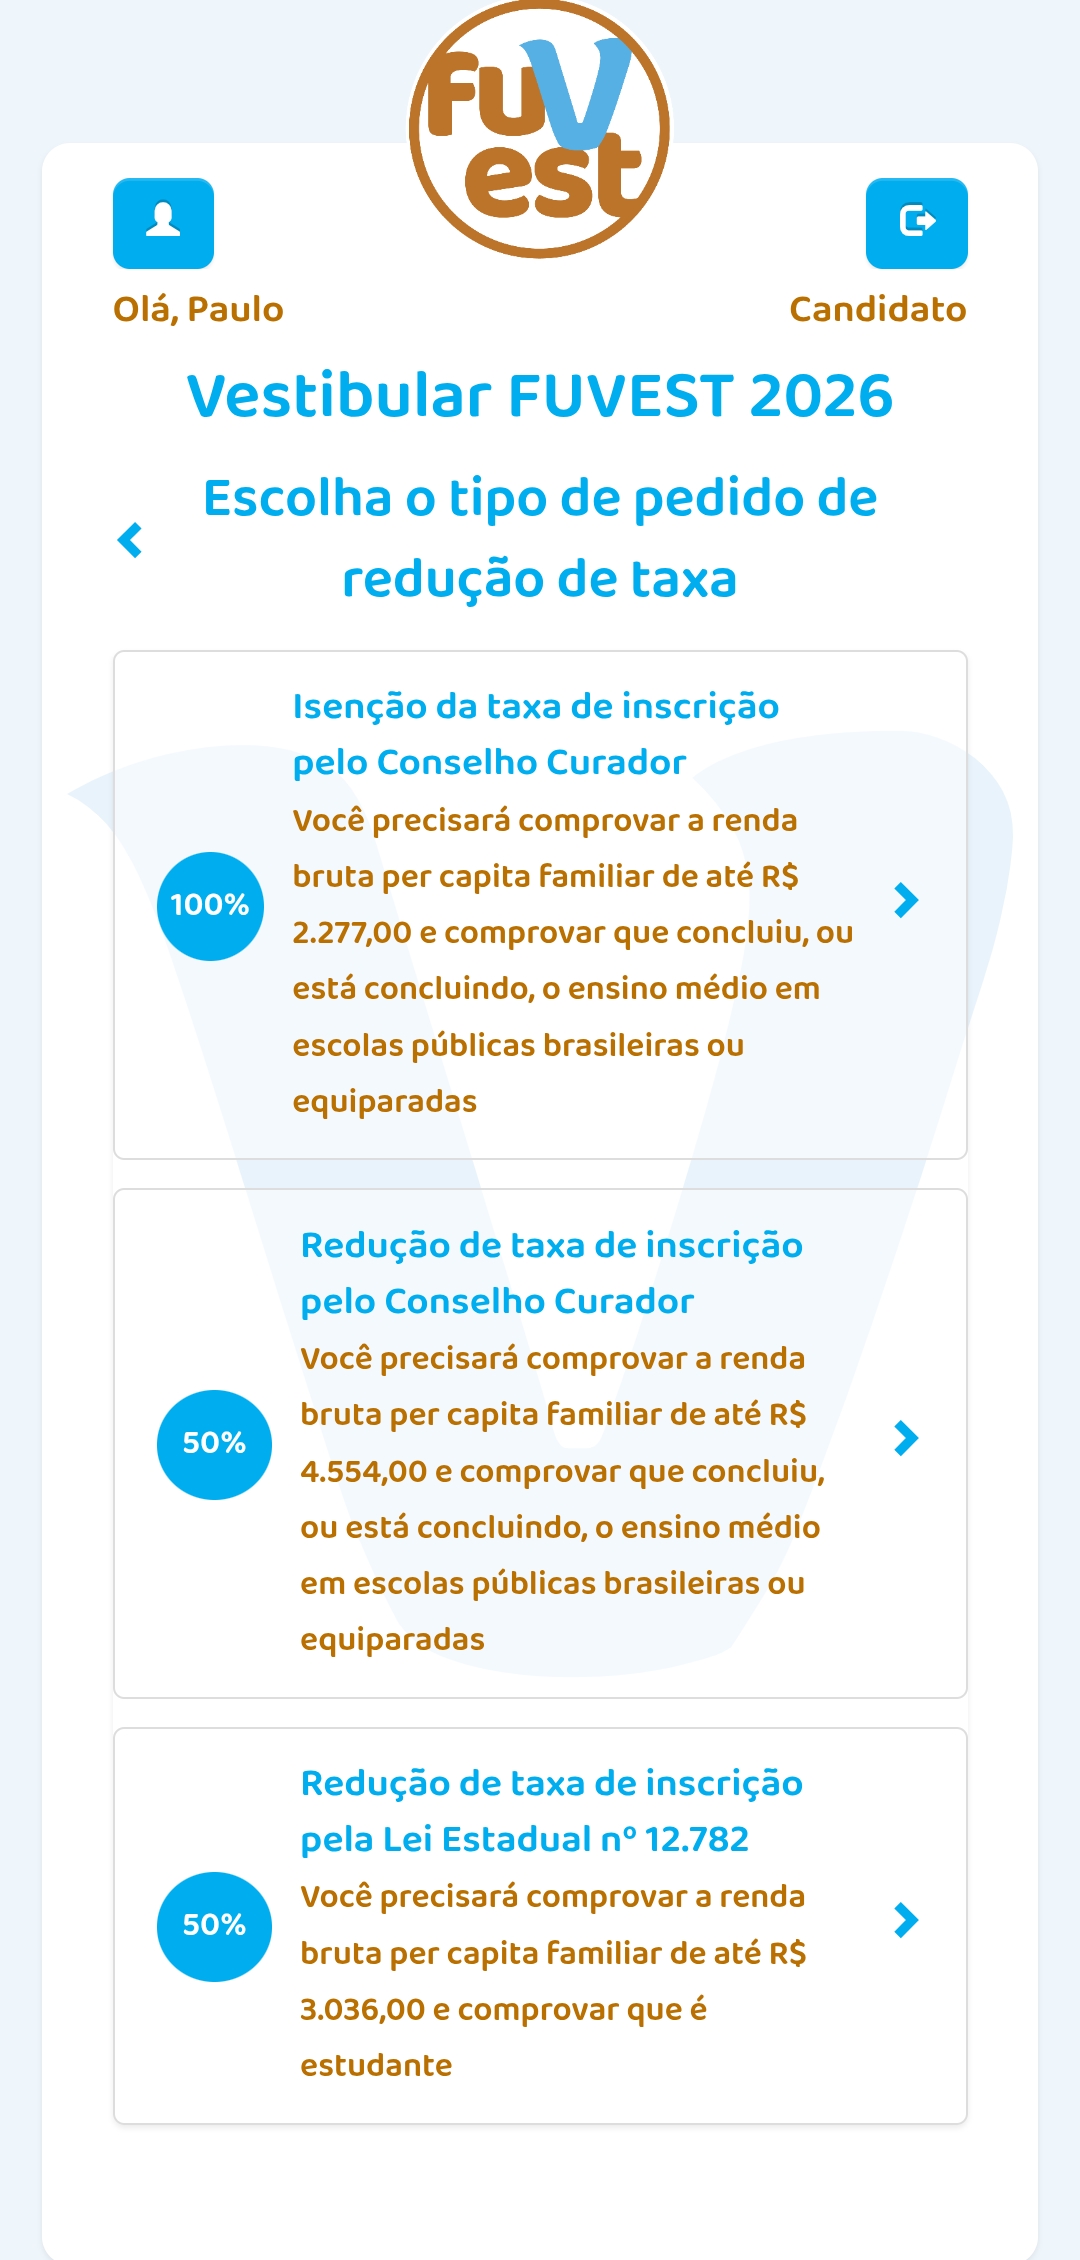 fuV
est
Olá, Paulo
Candidato
Vestibular FUVEST 2026
Escolha o tipo de pedido de
redução de taxa
Isenção da taxa de inscrição
pelo Conselho Curador
Você precisará comprovar a renda
bruta per capita familiar de até R$
100%
2.277,00 e comprovar que concluiu, ou
está concluindo, o ensino médio em
escolas públicas brasileiras ou
equiparadas
Redução de taxa de inscrição
pelo Conselho Curador
Você precisará comprovar a renda
bruta per capita familiar de até R$
50%
4.554,00 e comprovar que concluiu,
ou está concluindo, o ensino médio
em escolas públicas brasileiras ou
equiparadas
Redução de taxa de inscrição
pela Lei Estadual nº 12.782
Você precisará comprovar a renda
50%
bruta per capita familiar de até R$
3.036,00 e comprovar que é
estudante